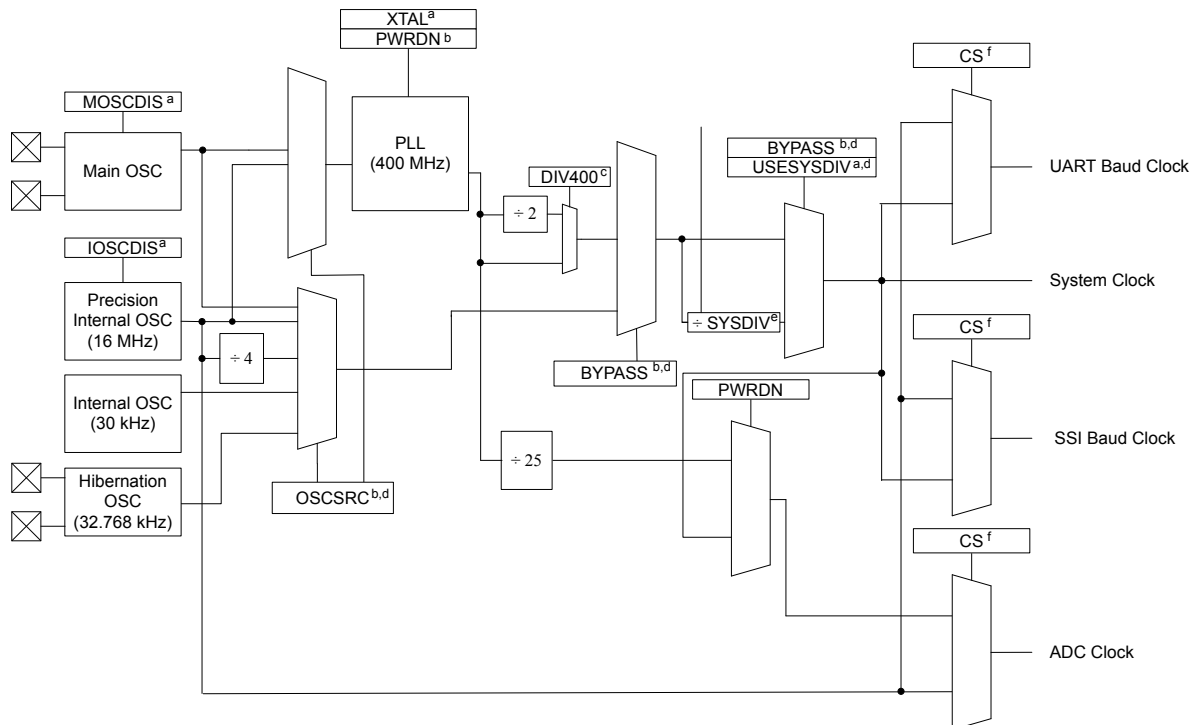 XTAL a
PWRDN b
CS f
MOSCDIS a
Main OSC
PLL
(400 MHz)
BYPASS b,d
USESYSDIV a,d
UART Baud Clock
DIV400 c
÷ 2
IOSCDIS a
Precision
Internal OSC
(16 MHz)
System Clock
÷ SYSDIV e
CS f
÷ 4
BYPASS b,d
PWRDN
Internal OSC
(30 kHz)
SSI Baud Clock
÷ 25
Hibernation
OSC
(32.768 kHz)
OSCSRC b,d
CS f
ADC Clock